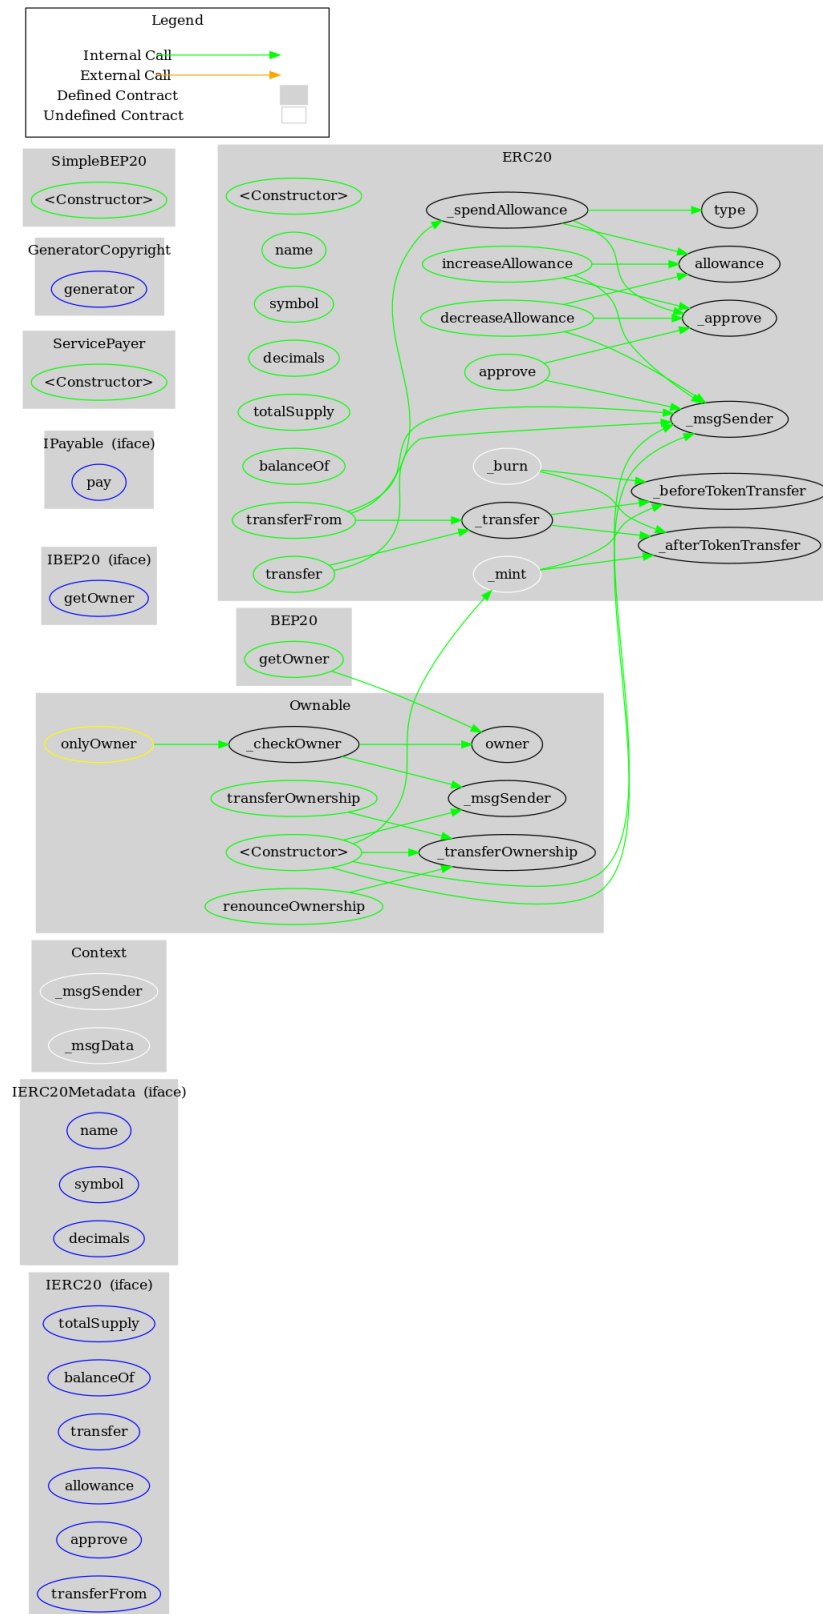 Legend
Internal Call
External Call
Defined Contract
Undefined Contract
SimpleBEP20
<Constructor>
GeneratorCopyright
generator
ServicePayer
<Constructor>
IPayable (iface)
pay
IBEP20 (iface)
getOwner
ERC20
<Constructor>
name
symbol
decimals
totalSupply
balanceOf
transferFrom
transfer
_spendAllowance
increaseAllowance
decreaseAllowance
approve
_burn
_transfer
_mint
type
allowance
_approve
_msgSender
_beforeTokenTransfer
_afterTokenTransfer
BEP20
getOwner
Ownable
onlyOwner
_checkOwner
transferOwnership
<Constructor>
renounceOwnership
owner
_msgSender
_transferOwnership
Context
_msgSender
_msgData
IERC20Metadata (iface)
name
symbol
decimals
IERC20 (iface)
totalSupply
balanceOf
transfer
allowance
approve
transferFrom